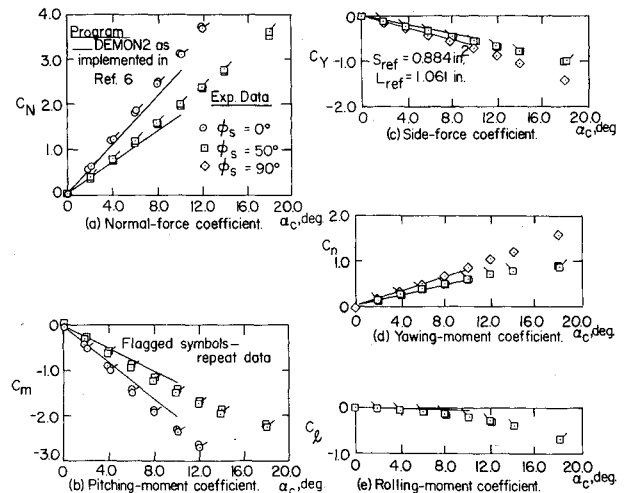 4.0
3.0
C_N
2.0
1.0
0
Program
DEMON2 as
implemented in
Ref. 6
Exp. Data
ϕ_s = 0°
ϕ_s = 50°
ϕ_s = 90°
0 2.0 4.0 6.0 8.0 10.0 12.0 14.0 16.0 18.0 20.0
(a) Normal-force coefficient. α_c,deg.
0
-1.0
C_m
-2.0
-3.0
Flagged symbols-
repeat data
0 4.0 8.0 12.0 16.0 20.0
(b) Pitching-moment coefficient. α_c,deg.
0
C_Y -1.0
-2.0
S_ref = 0.884 in.²
L_ref = 1.061 in.
0 4.0 8.0 12.0 16.0 20.0
(c) Side-force coefficient. α_c,deg
2.0
C_n
1.0
0
0 4.0 8.0 12.0 16.0 20.0
(d) Yawing-moment coefficient. α_c,deg.
0
C_ℓ
-1.0
0 4.0 8.0 12.0 16.0 20.0
(e) Rolling-moment coefficient. α_c,deg.